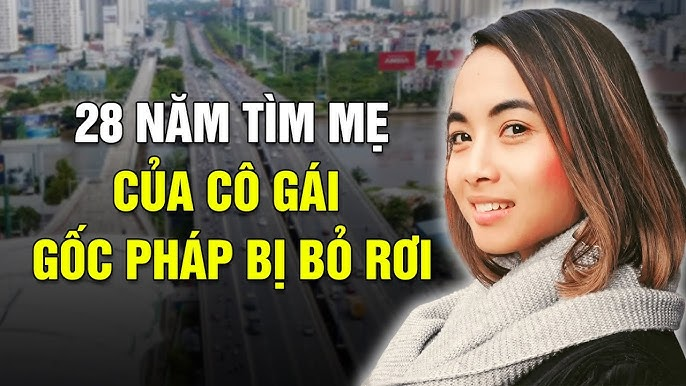 28 NĂM TÌM MẸ
CỦA CÔ GÁI
GỐC PHÁP BỊ BỎ RƠI